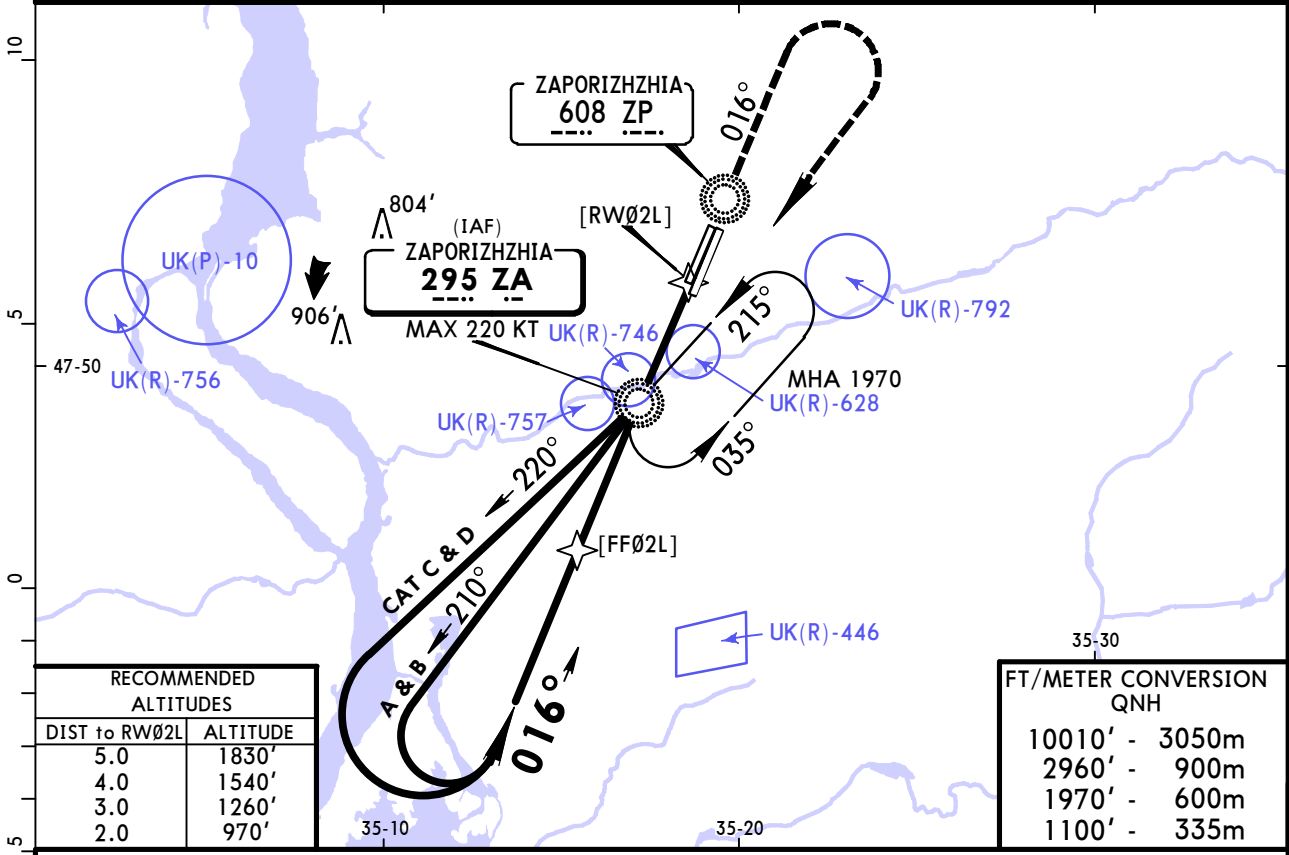 10
5
0
5
47-50
35-10
35-20
35-30
ZAPORIZHZHIA
608 ZP
016°
[RWØ2L]
804'
906'
(IAF)
ZAPORIZHZHIA
295 ZA
MAX 220 KT
UK(P)-10
UK(R)-756
UK(R)-757
UK(R)-746
UK(R)-628
UK(R)-792
215°
MHA 1970
035°
220°
CAT C & D
210°
A & B
[FFØ2L]
016°
UK(R)-446
RECOMMENDED
ALTITUDES
DIST to RWØ2L ALTITUDE
5.0 1830'
4.0 1540'
3.0 1260'
2.0 970'
FT/METER CONVERSION
QNH
10010' - 3050m
2960' - 900m
1970' - 600m
1100' - 335m